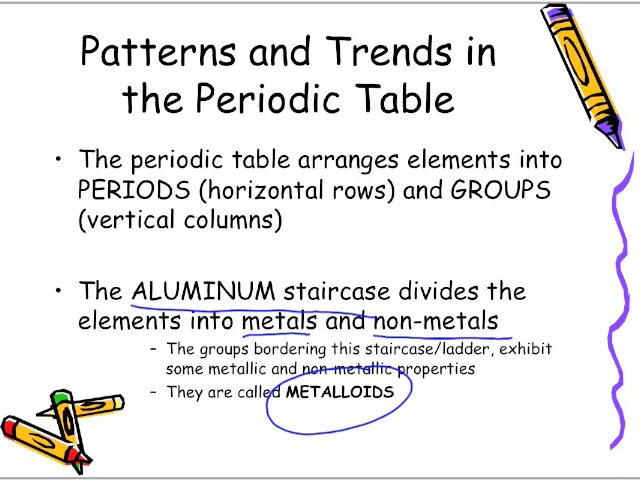 Patterns and Trends in
the Periodic Table
• The periodic table arranges elements into
PERIODS (horizontal rows) and GROUPS
(vertical columns)
• The ALUMINUM staircase divides the
elements into metals and non-metals
– The groups bordering this staircase/ladder, exhibit
some metallic and non-metallic properties
– They are called METALLOIDS